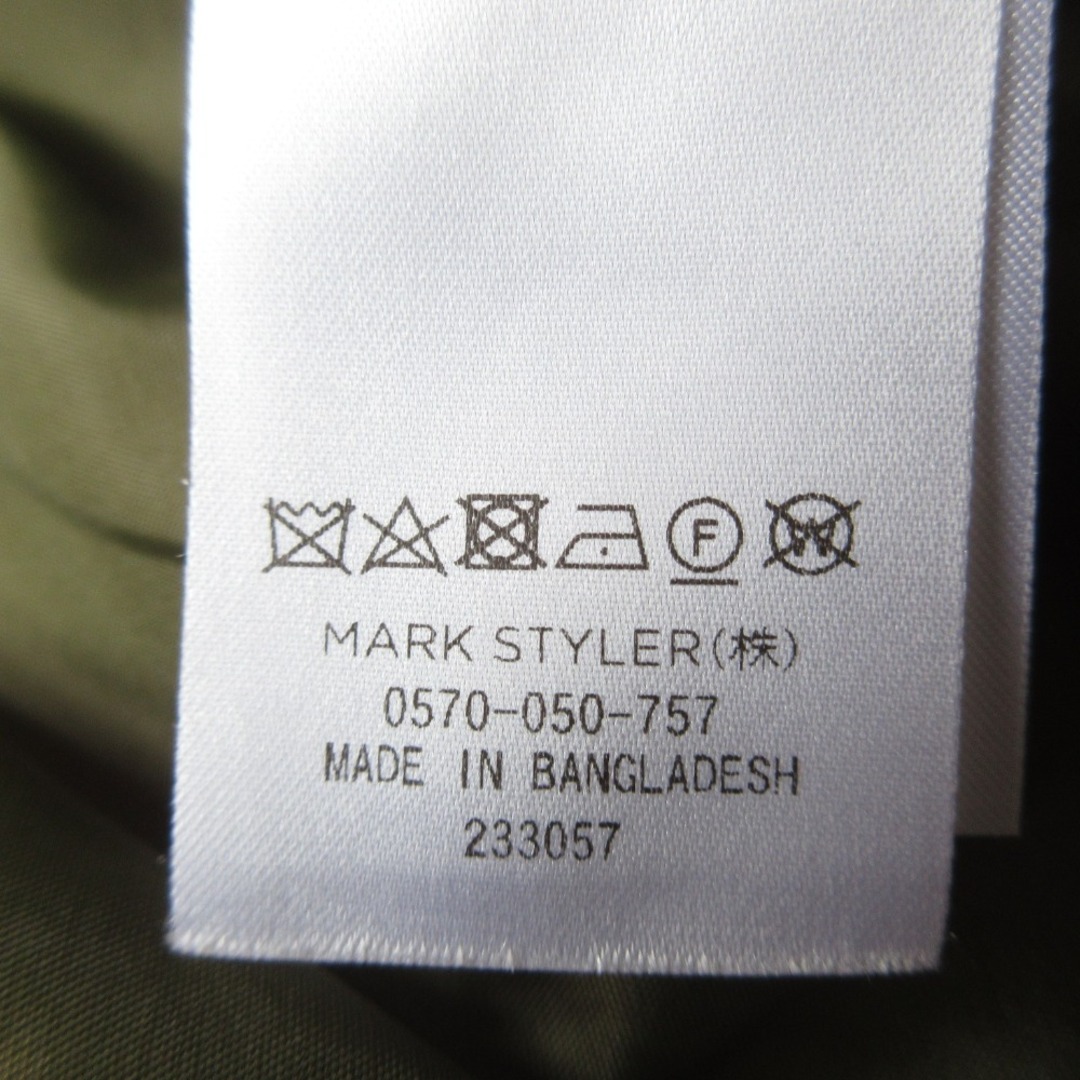 F W
MARK STYLER(株)
0570-050-757
MADE IN BANGLADESH
233057